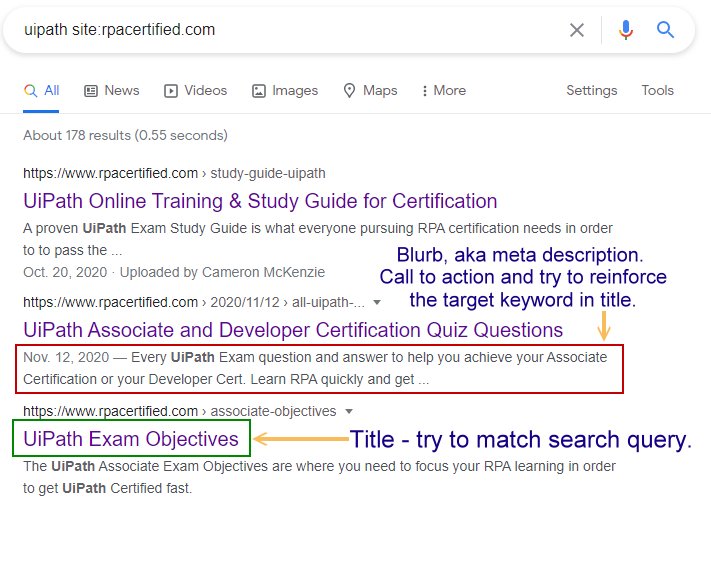 uipath site:rpacertified.com
All News Videos Images Maps More Settings Tools
About 178 results (0.55 seconds)
https://www.rpacertified.com › study-guide-uipath
UiPath Online Training & Study Guide for Certification
A proven UiPath Exam Study Guide is what everyone pursuing RPA certification needs in order
to to pass the ...
Oct. 20, 2020 · Uploaded by Cameron McKenzie
Blurb, aka meta description.
Call to action and try to reinforce
the target keyword in title.
https://www.rpacertified.com › 2020/11/12 › all-uipath-...
UiPath Associate and Developer Certification Quiz Questions
Nov. 12, 2020 — Every UiPath Exam question and answer to help you achieve your Associate
Certification or your Developer Cert. Learn RPA quickly and get ...
https://www.rpacertified.com › associate-objectives
UiPath Exam Objectives
Title - try to match search query.
The UiPath Associate Exam Objectives are where you need to focus your RPA learning in order
to get UiPath Certified fast.